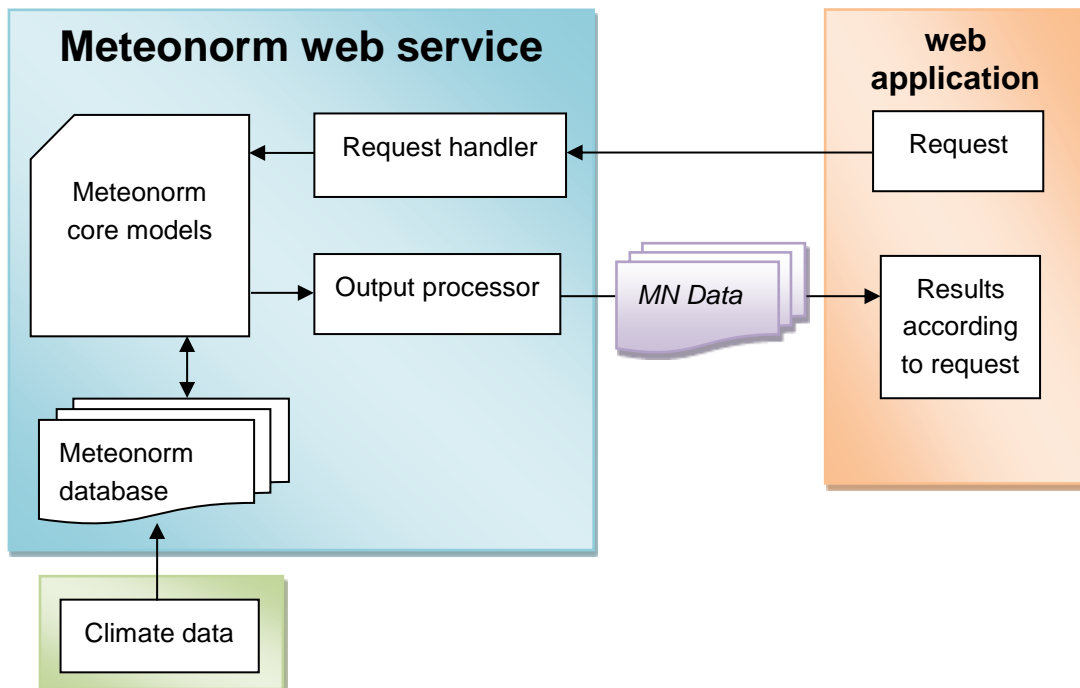 Meteonorm web service
web
application
Request handler
Request
Meteonorm
core models
Output processor
MN Data
Results
according
to request
Meteonorm
database
Climate data